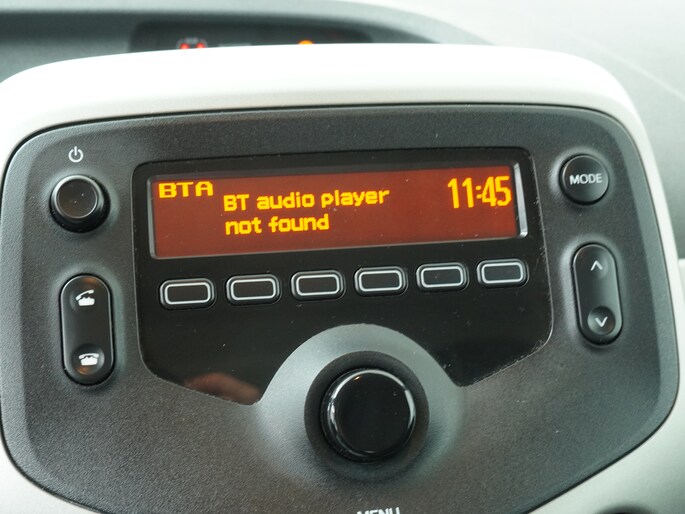 BTA
BT audio player
not found
11:45
MODE
MENU